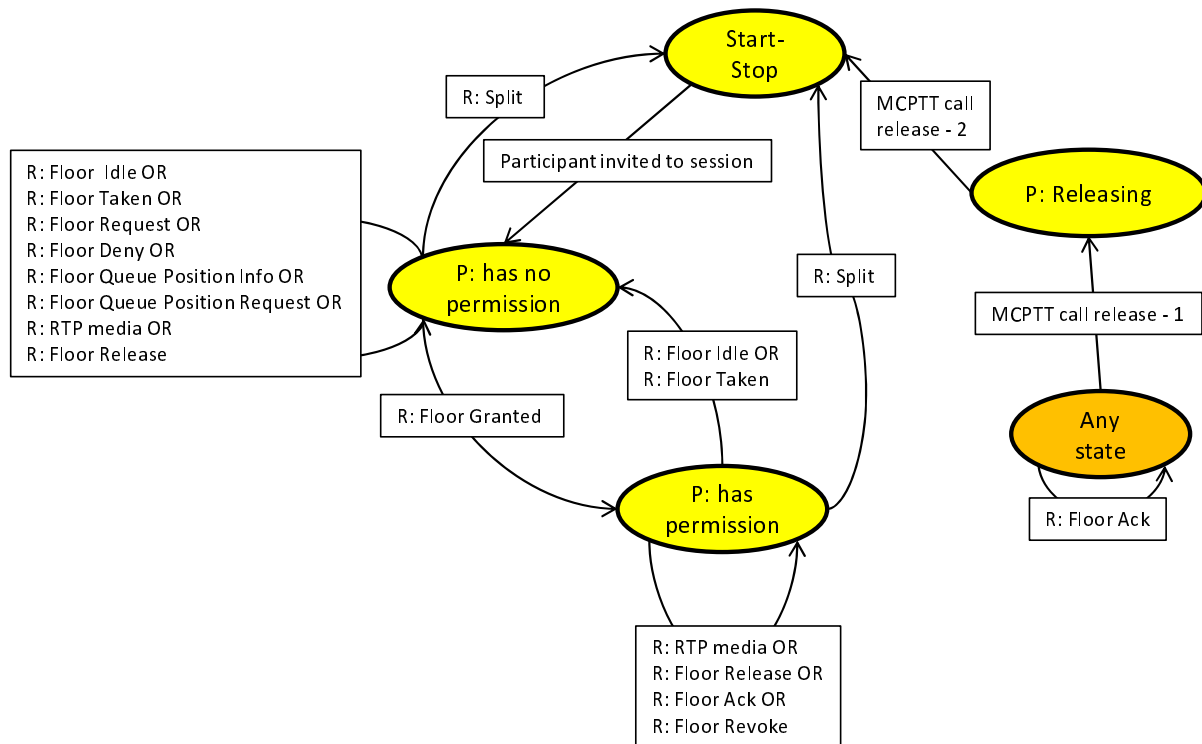 Start-
Stop
R: Split
MCPTT call
release - 2
Participant invited to session
R: Floor  Idle OR
R: Floor Taken OR
R: Floor Request OR
R: Floor Deny OR
R: Floor Queue Position Info OR
R: Floor Queue Position Request OR
R: RTP media OR
R: Floor Release
P: Releasing
P: has no
permission
R: Split
MCPTT call release - 1
R: Floor Idle OR
R: Floor Taken
R: Floor Granted
Any
state
P: has
permission
R: Floor Ack
R: RTP media OR
R: Floor Release OR
R: Floor Ack OR
R: Floor Revoke